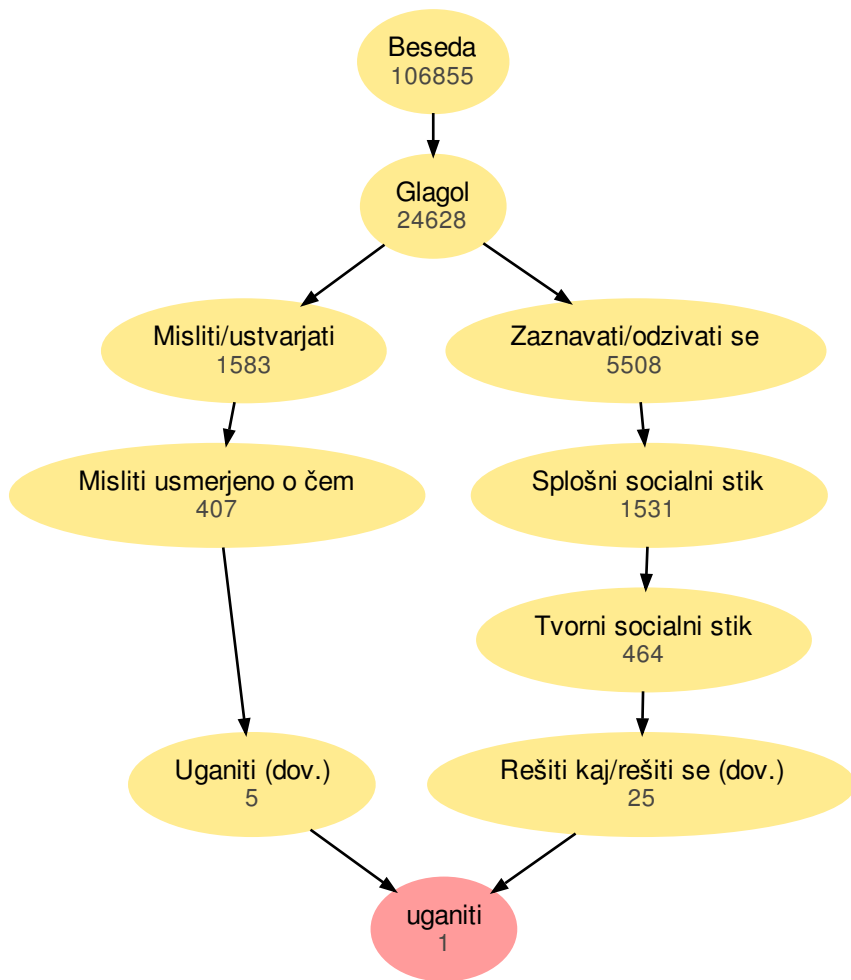 Beseda
106855
Glagol
24628
Misliti/ustvarjati
1583
Zaznavati/odzivati se
5508
Misliti usmerjeno o čem
407
Splošni socialni stik
1531
Tvorni socialni stik
464
Uganiti (dov.)
5
Rešiti kaj/rešiti se (dov.)
25
uganiti
1